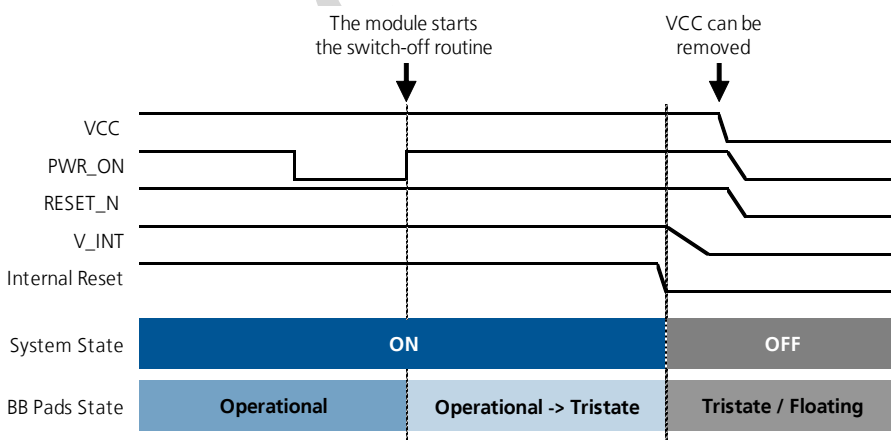 The module starts
the switch-off routine
VCC can be
removed
VCC
PWR_ON
RESET_N
V_INT
Internal Reset
System State
ON
OFF
BB Pads State
Operational
Operational -> Tristate
Tristate / Floating